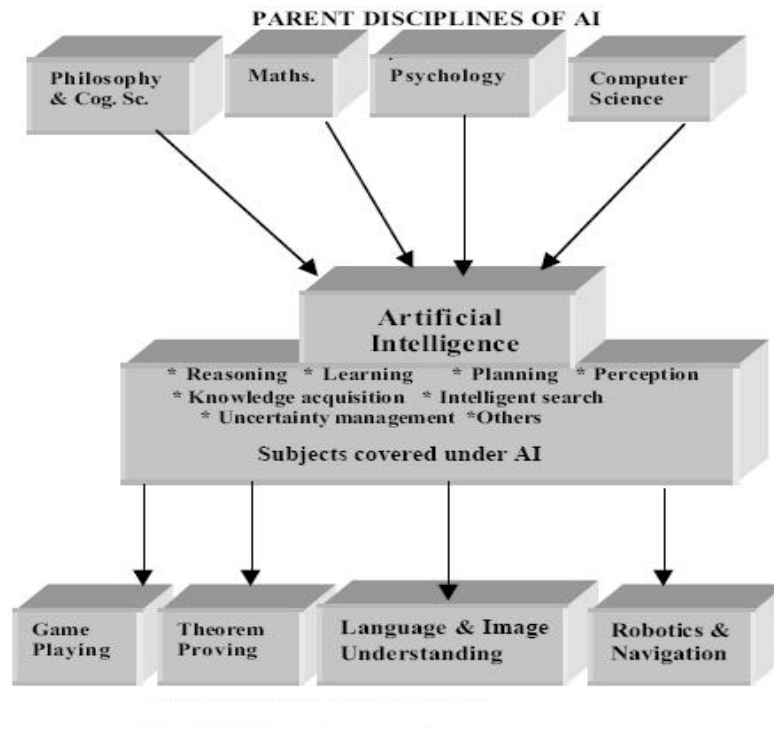 PARENT DISCIPLINES OF AI
Philosophy
& Cog. Sc.
Maths.
Psychology
Computer
Science
Artificial
Intelligence
* Reasoning * Learning * Planning * Perception
* Knowledge acquisition * Intelligent search
* Uncertainty management *Others
Subjects covered under AI
Game
Playing
Theorem
Proving
Language & Image
Understanding
Robotics &
Navigation